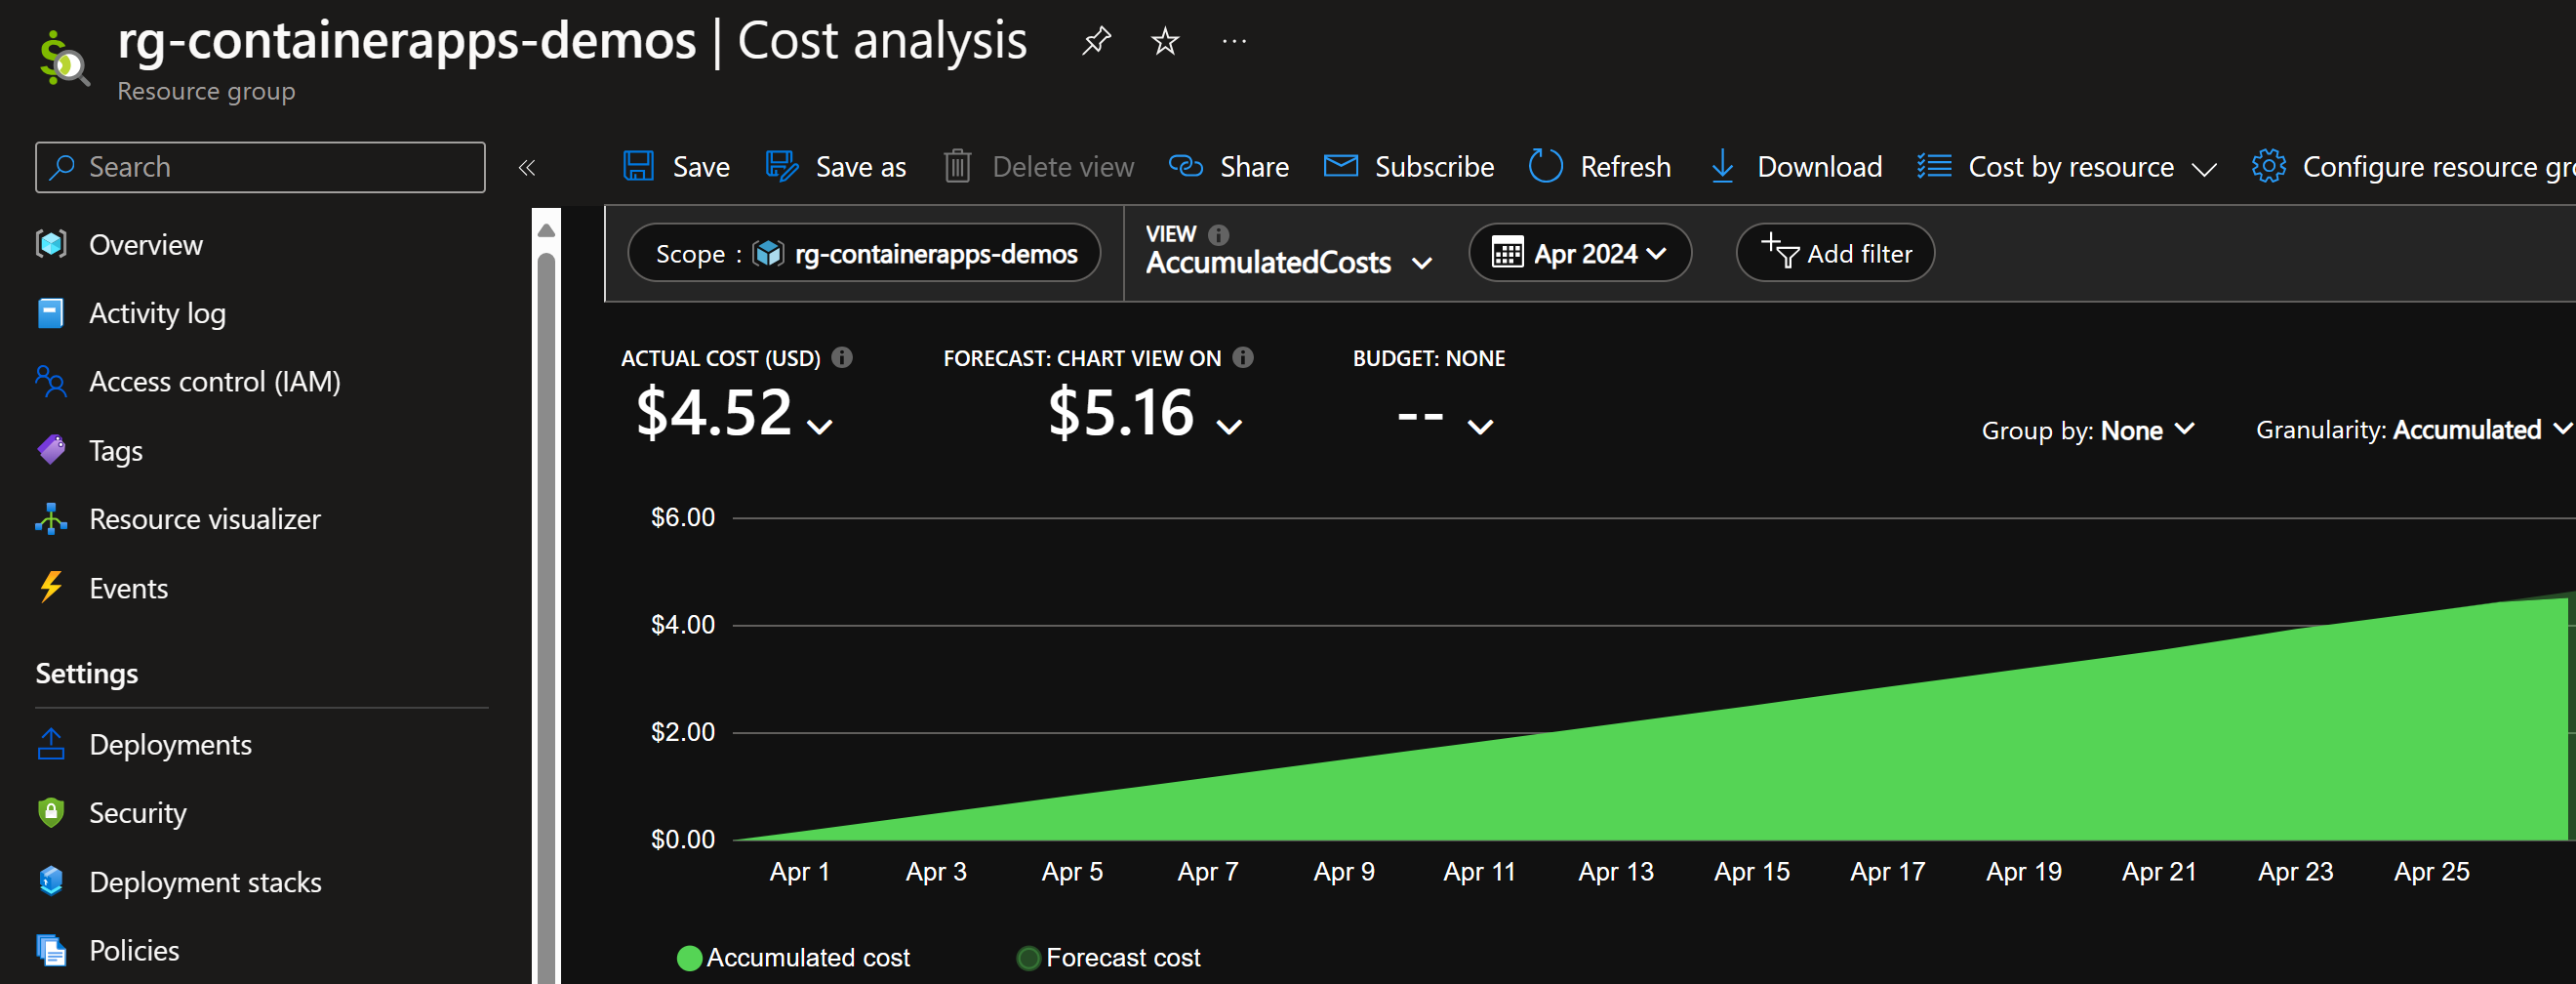 rg-containerapps-demos | Cost analysis
Resource group
Search
Overview
Activity log
Access control (IAM)
Tags
Resource visualizer
Events
Settings
Deployments
Security
Deployment stacks
Policies
Save Save as Delete view Share Subscribe Refresh Download Cost by resource Configure resource gr
Scope : rg-containerapps-demos
VIEW
AccumulatedCosts
Apr 2024
Add filter
ACTUAL COST (USD) FORECAST: CHART VIEW ON BUDGET: NONE
$4.52 $5.16 --
Group by: None Granularity: Accumulated
$6.00
$4.00
$2.00
$0.00
Apr 1 Apr 3 Apr 5 Apr 7 Apr 9 Apr 11 Apr 13 Apr 15 Apr 17 Apr 19 Apr 21 Apr 23 Apr 25
Accumulated cost Forecast cost